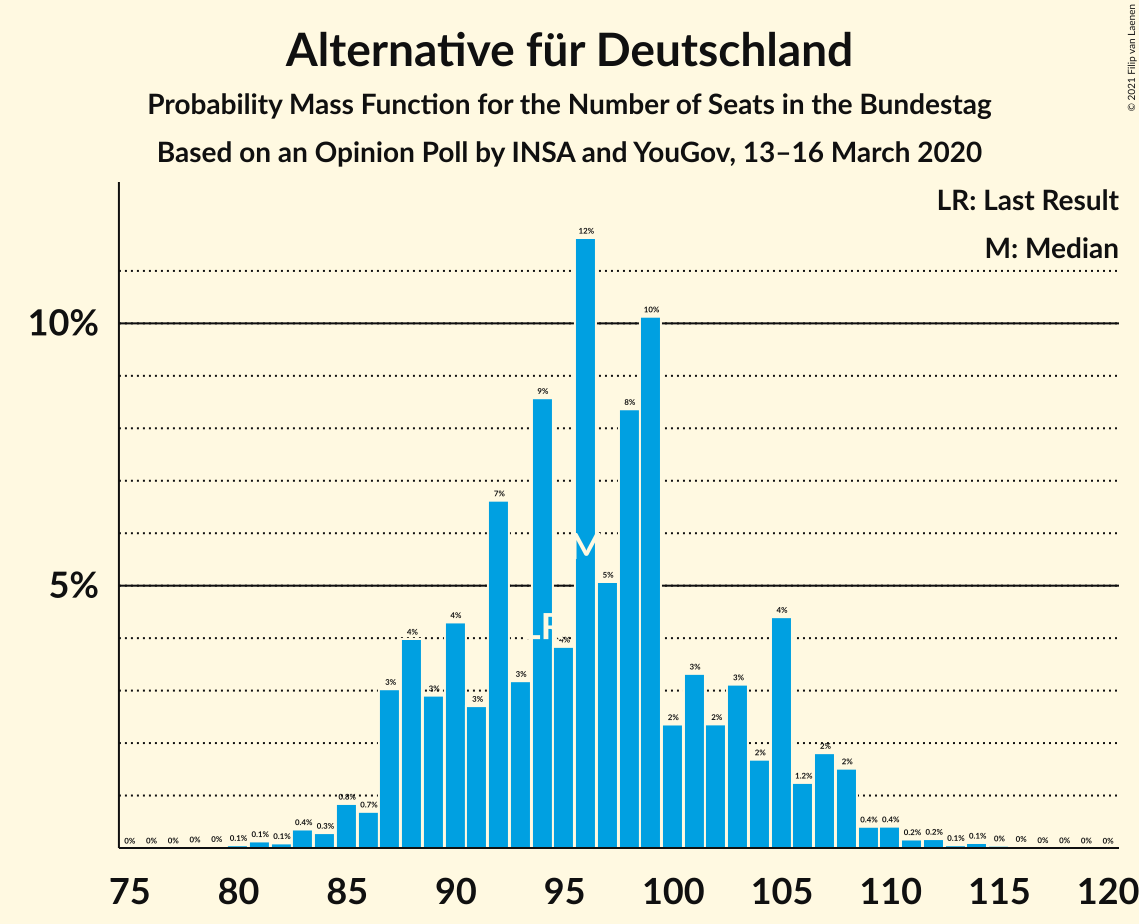 © 2021 Filip van Laenen
Alternative für Deutschland
Probability Mass Function for the Number of Seats in the Bundestag
Based on an Opinion Poll by INSA and YouGov, 13–16 March 2020
LR: Last Result
M: Median
10%
5%
0% 0% 0% 0% 0% 0.1% 0.1% 0.1% 0.4% 0.3% 0.8% 0.7% 3% 4% 3% 4% 3% 7% 3% 9% 4% 12% 5% 8% 10% 2% 3% 2% 3% 2% 4% 1.2% 2% 2% 0.4% 0.4% 0.2% 0.2% 0.1% 0.1% 0% 0% 0% 0% 0% 0%
LR
M
75 80 85 90 95 100 105 110 115 120